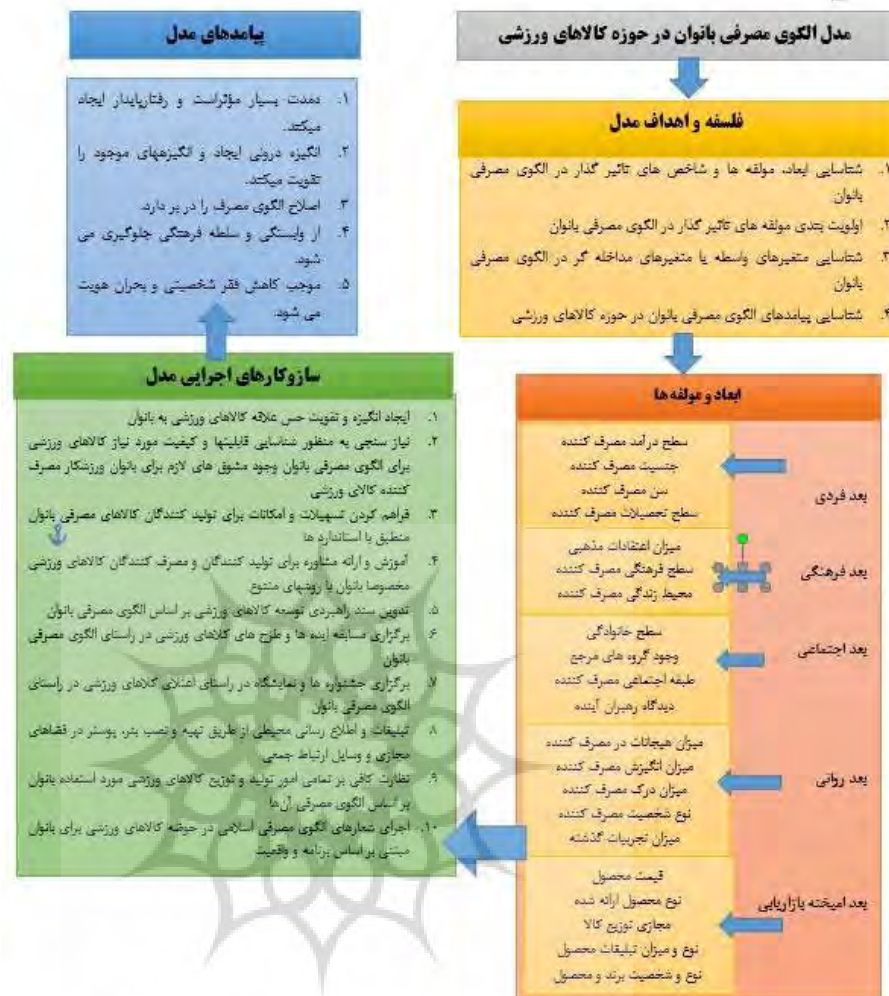 مدل الگوی مصرفی بانوان در حوزه کالاهای ورزشی
فلسفه و اهداف مدل
۱. شناسایی ابعاد، مولفه ها و شاخص های تاثیر گذار در الگوی مصرفی
بانوان
۲. اولویت بندی مولفه های تاثیر گذار در الگوی مصرفی بانوان
۳. شناسایی متغیرهای واسطه یا متغیرهای مداخله گر در الگوی مصرفی
بانوان
۴. شناسایی پیامدهای الگوی مصرفی بانوان در حوزه کالاهای ورزشی
ابعاد و مولفه ها
بعد فردی
سطح درآمد مصرف کننده
جنسیت مصرف کننده
سن مصرف کننده
سطح تحصیلات مصرف کننده
بعد فرهنگی
میزان اعتقادات مذهبی
سطح فرهنگی مصرف کننده
محیط زندگی مصرف کننده
بعد اجتماعی
سطح خانوادگی
وجود گروه های مرجع
طبقه اجتماعی مصرف کننده
دیدگاه رهبران آینده
بعد روانی
میزان هیجانات در مصرف کننده
میزان انگیزش مصرف کننده
میزان درک مصرف کننده
نوع شخصیت مصرف کننده
میزان تجربیات گذشته
بعد امیخته بازاریابی
قیمت محصول
نوع محصول ارائه شده
مجازی توزیع کالا
نوع و میزان تبلیغات محصول
نوع و شخصیت برند و محصول
سازوکارهای اجرایی مدل
۱. ایجاد انگیزه و تقویت حس علاقه کالاهای ورزشی به بانوان
۲. نیاز سنجی به منظور شناسایی قابلیتها و کیفیت مورد نیاز کالاهای ورزشی
برای الگوی مصرفی بانوان وجود مشوق های لازم برای بانوان ورزشکار مصرف
کننده کالای ورزشی
۳. فراهم کردن تسهیلات و امکانات برای تولید کنندگان کالاهای مصرفی بانوان
منطبق با استاندارد ها
۴. آموزش و ارائه مشاوره برای تولید کنندگان و مصرف کنندگان کالاهای ورزشی
مخصوصا بانوان با روشهای متنوع
۵. تدوین سند راهبردی توسعه کالاهای ورزشی بر اساس الگوی مصرفی بانوان
۶. برگزاری مسابقه ایده ها و طرح های کلاهای ورزشی در راستای الگوی مصرفی
بانوان
۷. برگزاری جشنواره ها و نمایشگاه در راستای اعتلای کلاهای ورزشی در راستای
الگوی مصرفی بانوان
۸. تبلیغات و اطلاع رسانی محیطی از طریق تهیه و نصب بنر، پوستر در فضاهای
مجازی و وسایل ارتباط جمعی.
۹. نظارت کافی بر تمامی امور تولید و توزیع کالاهای ورزشی مورد استفاده بانوان
بر اساس الگوی مصرفی آن ها
۱۰. اجرای شعارهای الگوی مصرفی اسلامی در حوضه کالاهای ورزشی برای بانوان
مبتنی بر اساس برنامه و واقعیت
پیامدهای مدل
۱. دهدت بسیار مؤثراست و رفتارپایدار ایجاد
میکند.
۲. انگیزه درونی ایجاد و انگیزههای موجود را
تقویت میکند.
۳. اصلاح الگوی مصرف را در بر دارد.
۴. از وابستگی و سلطه فرهنگی جلوگیری می
شود.
۵. موجب کاهش فقر شخصیتی و بحران هویت
می شود.